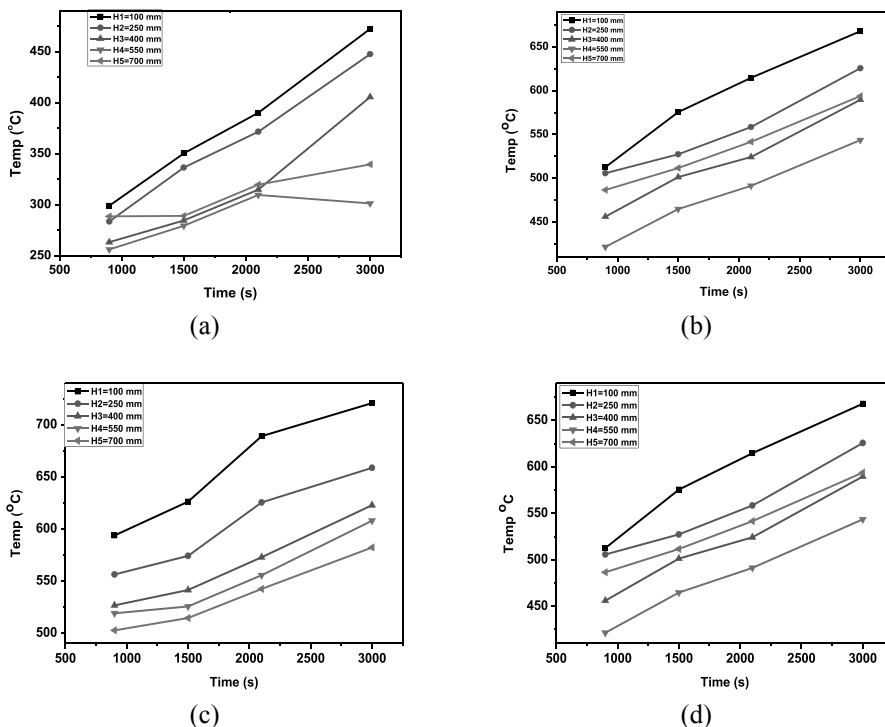 H1=100 mm
H2=250 mm
H3=400 mm
H4=550 mm
H5=700 mm
450
400
350
300
250
Temp (°C)
500 1000 1500 2000 2500 3000
Time (s)
(a)
H1=100 mm
H2=250 mm
H3=400 mm
H4=550 mm
H5=700 mm
650
600
550
500
450
Temp (°C)
500 1000 1500 2000 2500 3000
Time (s)
(b)
H1=100 mm
H2=250 mm
H3=400 mm
H4=550 mm
H5=700 mm
700
650
600
550
500
Temp (°C)
500 1000 1500 2000 2500 3000
Time (s)
(c)
H1=100 mm
H2=250 mm
H3=400 mm
H4=550 mm
H5=700 mm
650
600
550
500
450
Temp °C
500 1000 1500 2000 2500 3000
Time (s)
(d)